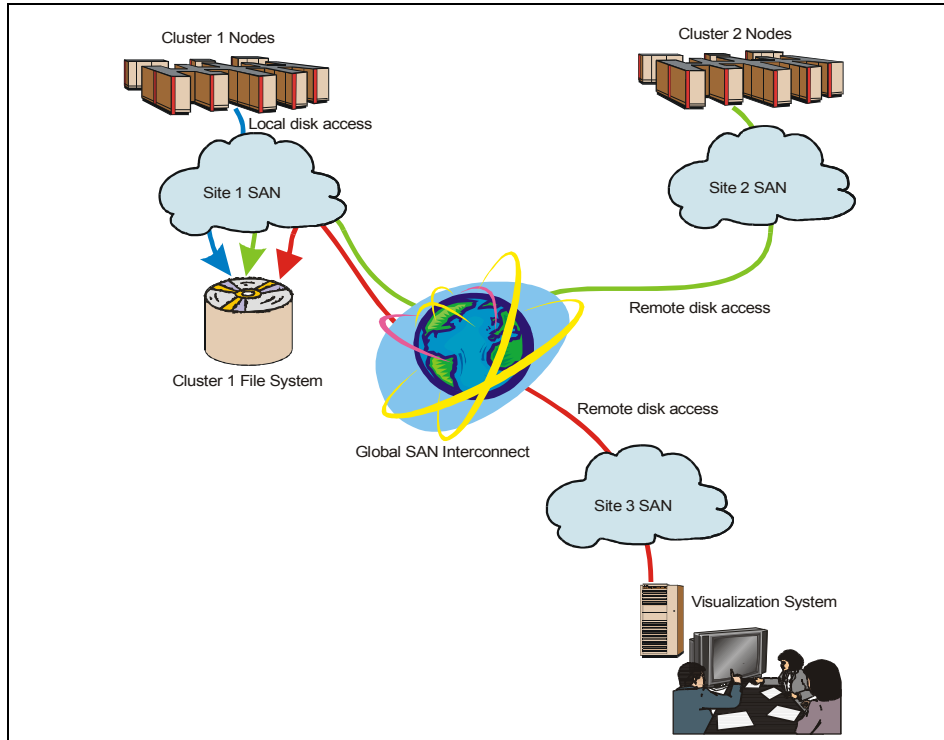 Cluster 1 Nodes
Cluster 2 Nodes
Local disk access
Site 1 SAN
Site 2 SAN
Remote disk access
Cluster 1 File System
Remote disk access
Global SAN Interconnect
Site 3 SAN
Visualization System